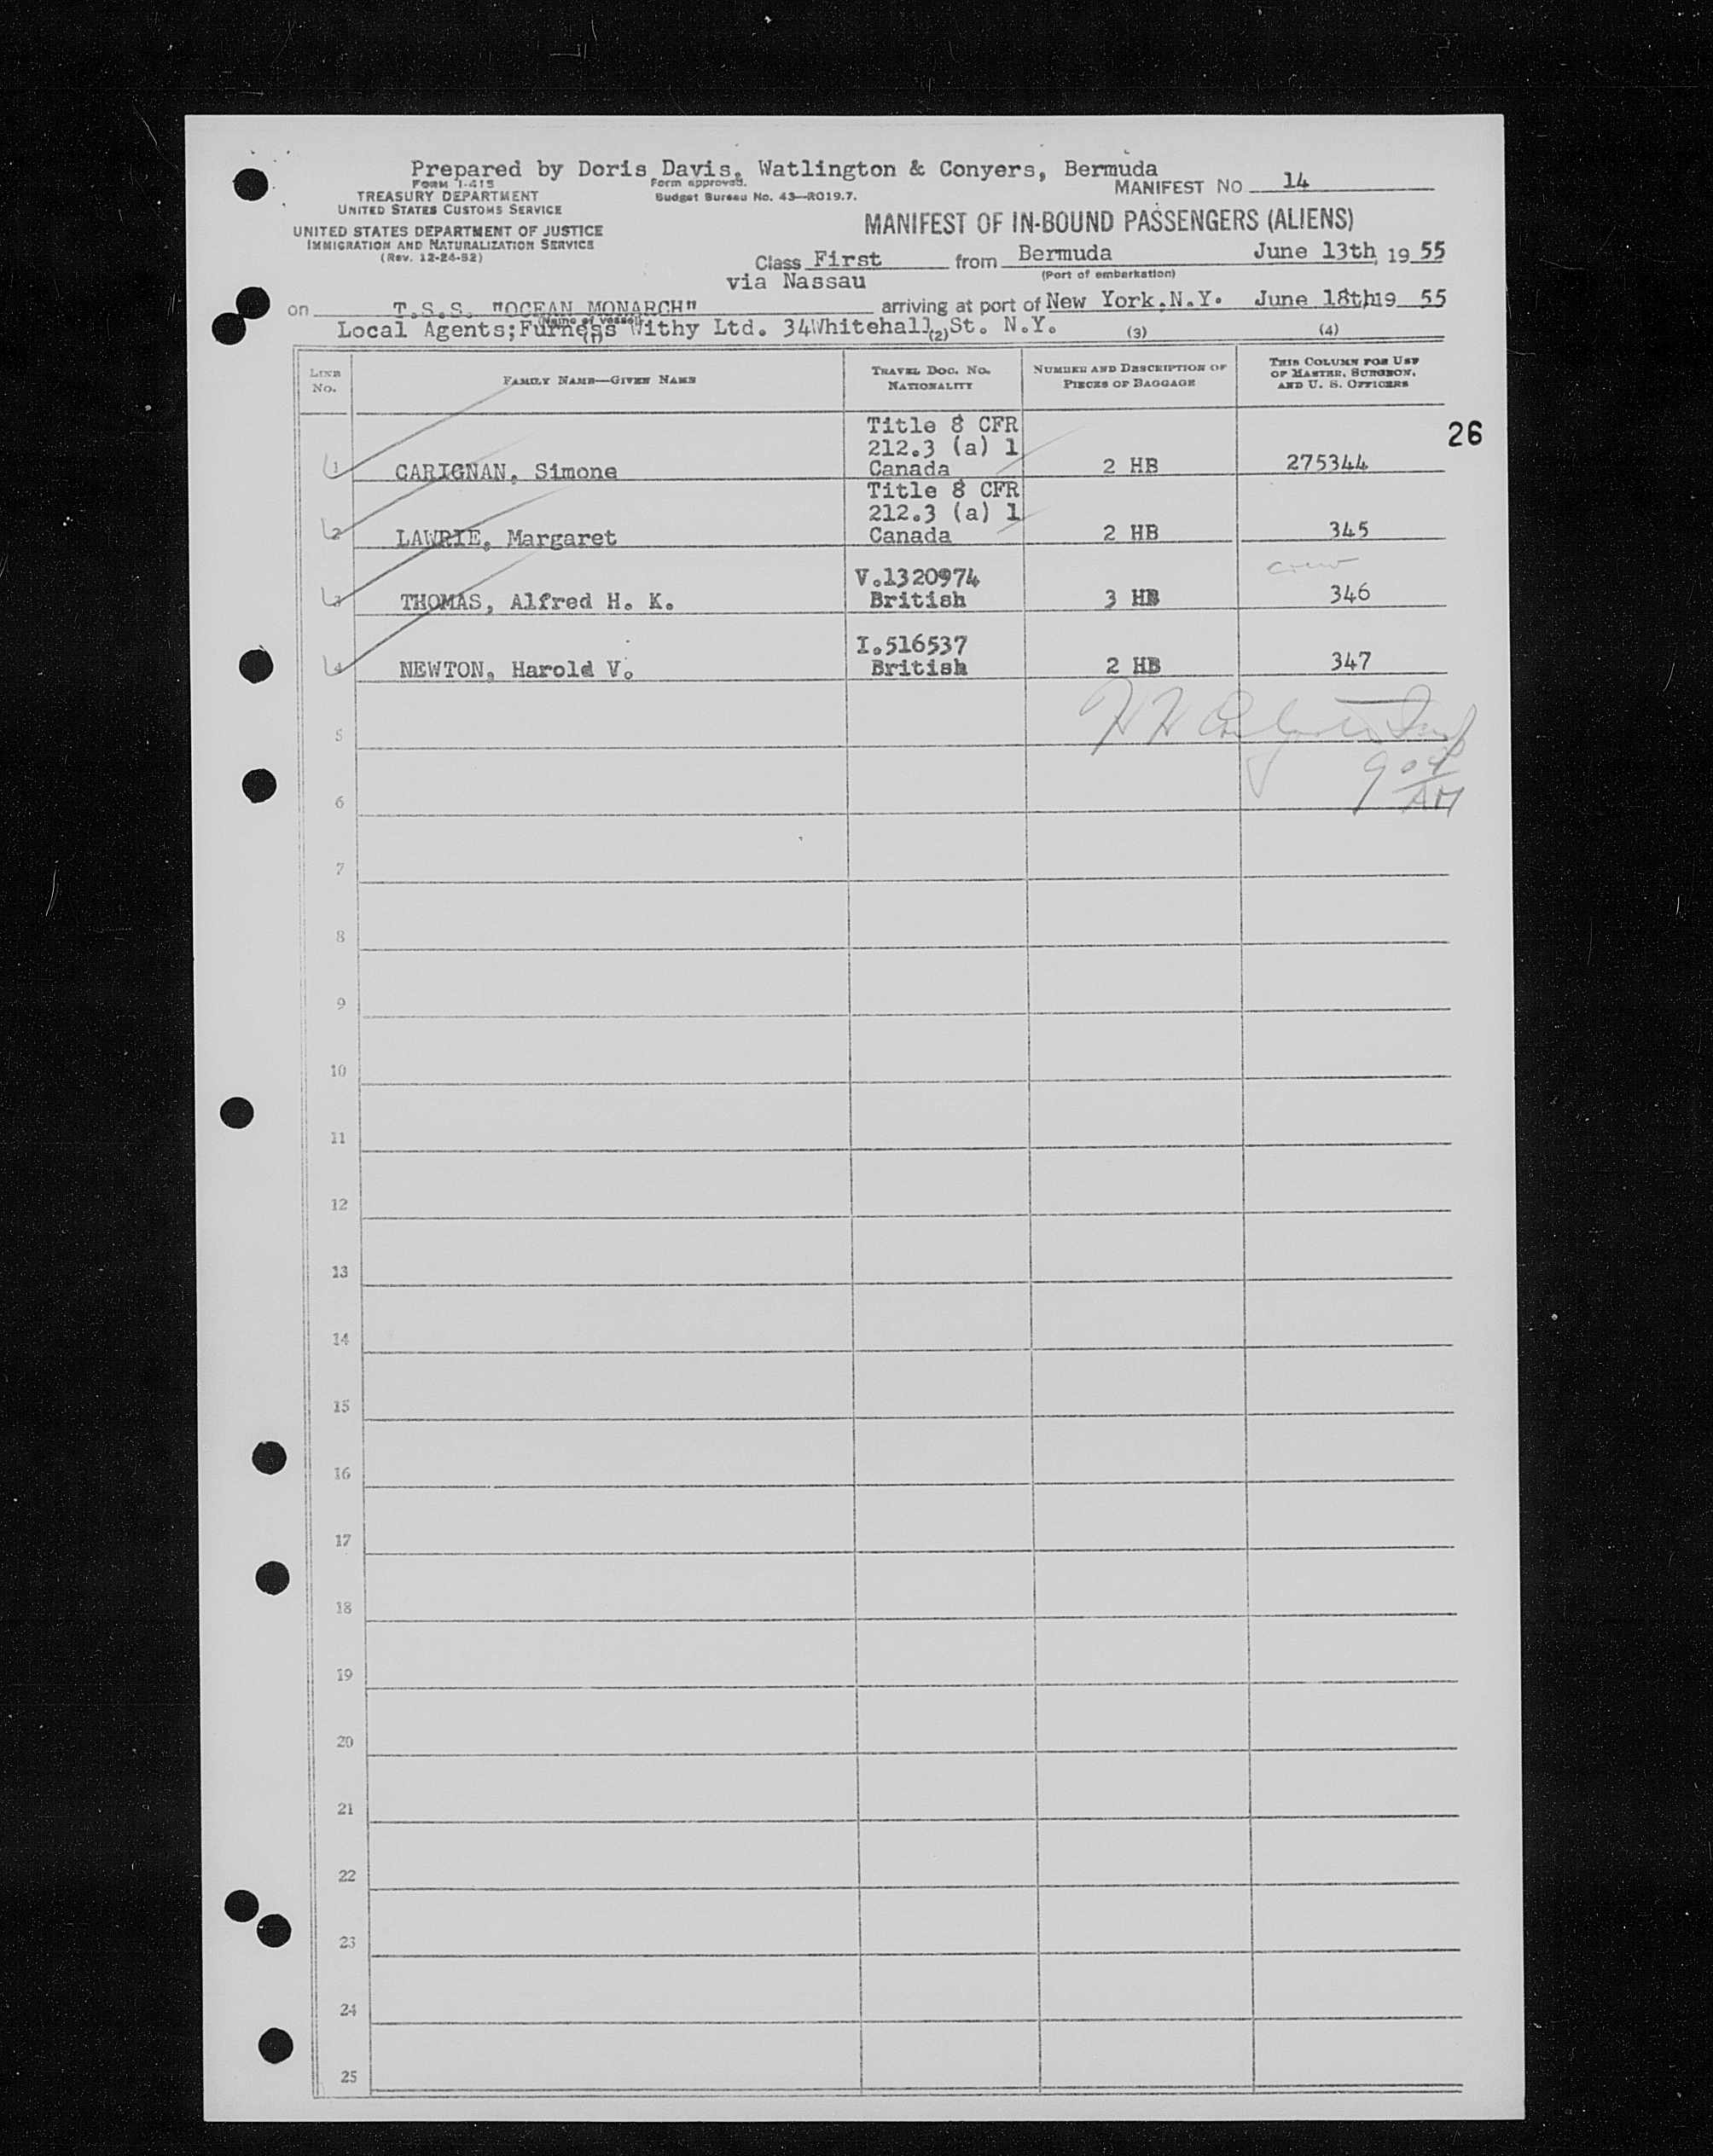 Prepared by Doris Davis, Watlington & Conyers, Bermuda
FORM I-415
TREASURY DEPARTMENT
UNITED STATES CUSTOMS SERVICE
UNITED STATES DEPARTMENT OF JUSTICE
IMMIGRATION AND NATURALIZATION SERVICE
(Rev. 12-24-52)
Form approved.
Budget Bureau No. 43—R019.7.
MANIFEST NO 14
MANIFEST OF IN-BOUND PASSENGERS (ALIENS)
Class First from Bermuda June 13th, 19 55
via Nassau (Port of embarkation)
on T.S.S. "OCEAN MONARCH" arriving at port of New York,N.Y. June 18th,19 55
(Name of vessel)
Local Agents;Furness Withy Ltd. 34Whitehall St. N.Y.
(1) (2) (3) (4)
LINE NO.
FAMILY NAME—GIVEN NAME
TRAVEL DOC. NO. NATIONALITY
NUMBER AND DESCRIPTION OF PIECES OF BAGGAGE
THIS COLUMN FOR USE OF MASTER, SURGEON, AND U. S. OFFICERS
26
Title 8 CFR
212.3 (a) 1
1 CARIGNAN, Simone Canada 2 HB 275344
Title 8 CFR
212.3 (a) 1
2 LAWRIE, Margaret Canada 2 HB 345
crew
V.1320974
3 THOMAS, Alfred H. K. British 3 HB 346
I.516537
4 NEWTON, Harold V. British 2 HB 347
5
9 04
AM
6
7
8
9
10
11
12
13
14
15
16
17
18
19
20
21
22
23
24
25